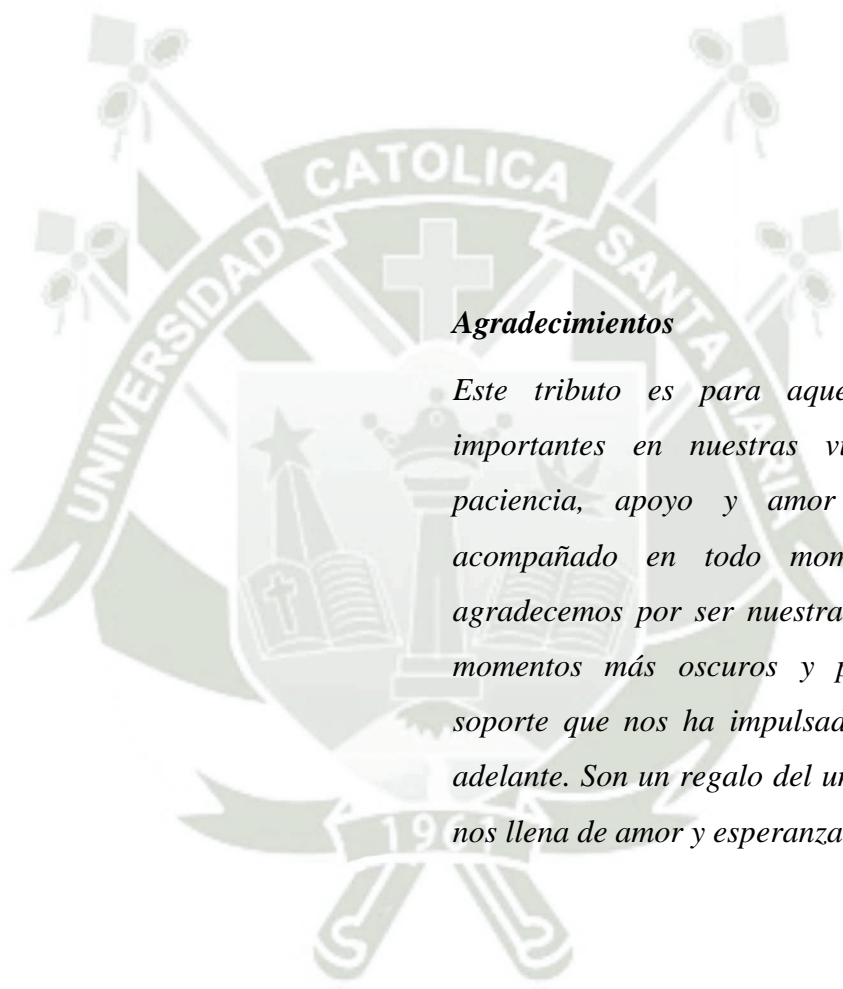 CATOLICA
UNIVERSIDAD
SANTA MARIA
Agradecimientos
Este tributo es para aque
importantes en nuestras vi
paciencia, apoyo y amor
acompañado en todo mom
agradecemos por ser nuestra
momentos más oscuros y p
soporte que nos ha impulsad
adelante. Son un regalo del un
nos llena de amor y esperanza
1961